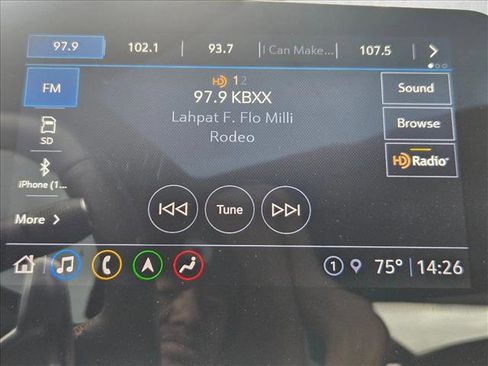 97.9 102.1 93.7 I Can Make... 107.5
FM
HD 1 2
97.9 KBXX
Lahpat F. Flo Milli
Rodeo
Sound
Browse
HD Radio
SD
iPhone (1...
More
Tune
1 75° 14:26